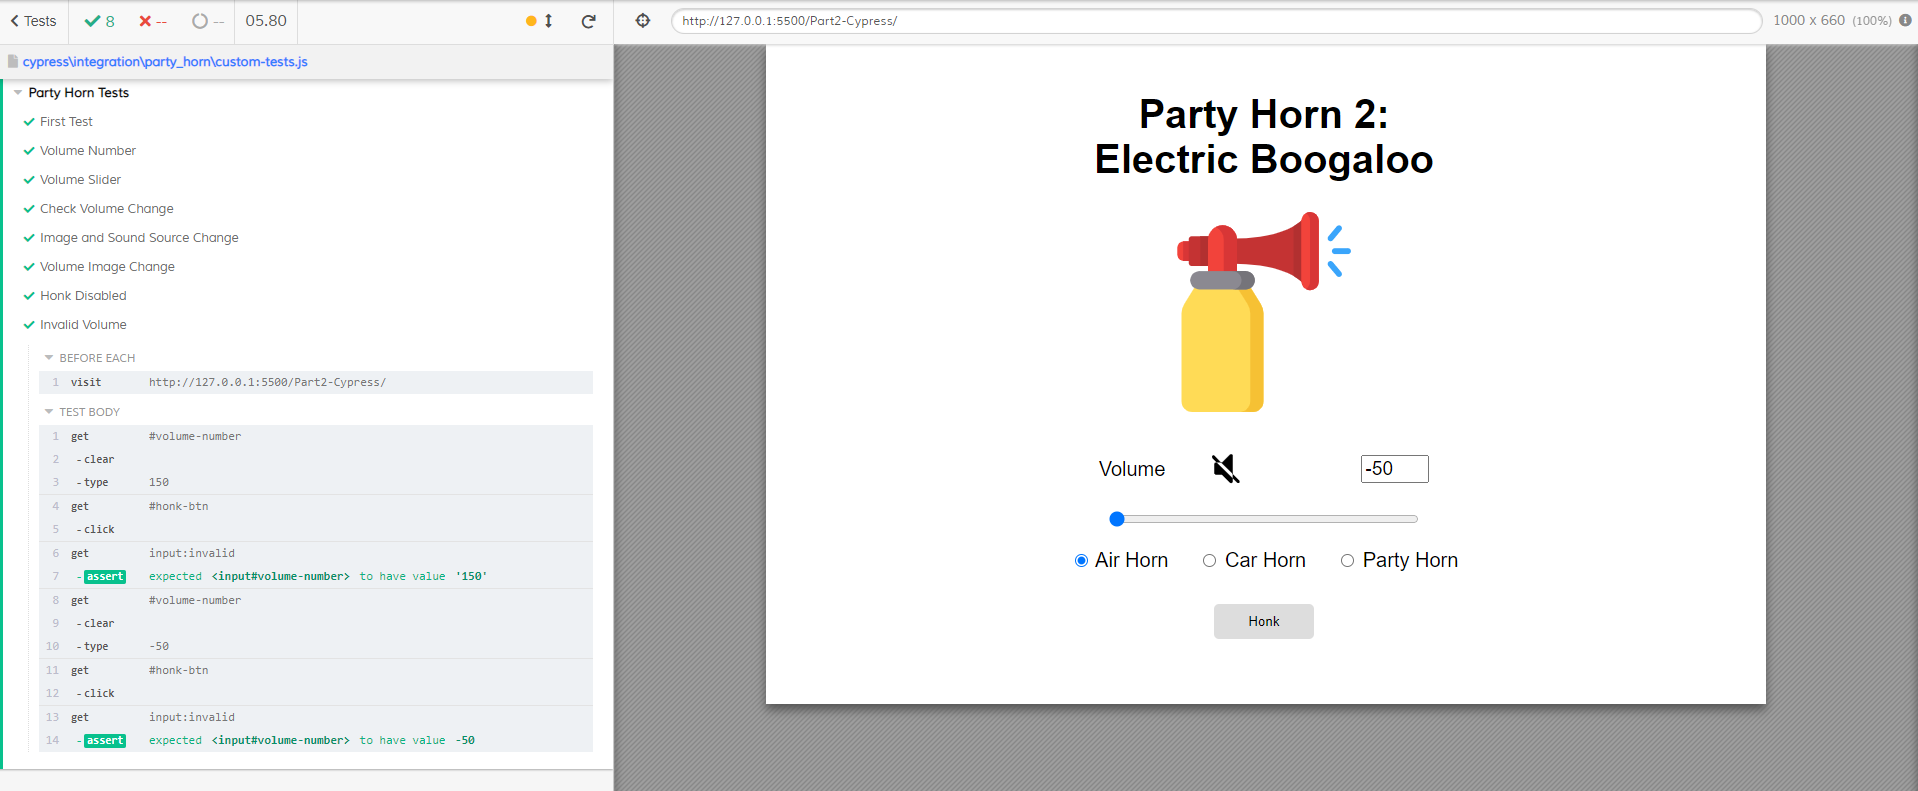 Tests 8 -- -- 05.80
cypress\integration\party_horn\custom-tests.js
Party Horn Tests
First Test
Volume Number
Volume Slider
Check Volume Change
Image and Sound Source Change
Volume Image Change
Honk Disabled
Invalid Volume
BEFORE EACH
1 visit http://127.0.0.1:5500/Part2-Cypress/
TEST BODY
1 get #volume-number
2 -clear
3 -type 150
4 get #honk-btn
5 -click
6 get input:invalid
7 -assert expected <input#volume-number> to have value '150'
8 get #volume-number
9 -clear
10 -type -50
11 get #honk-btn
12 -click
13 get input:invalid
14 -assert expected <input#volume-number> to have value -50
http://127.0.0.1:5500/Part2-Cypress/ 1000 x 660 (100%) i
Party Horn 2:
Electric Boogaloo
Volume -50
Air Horn Car Horn Party Horn
Honk